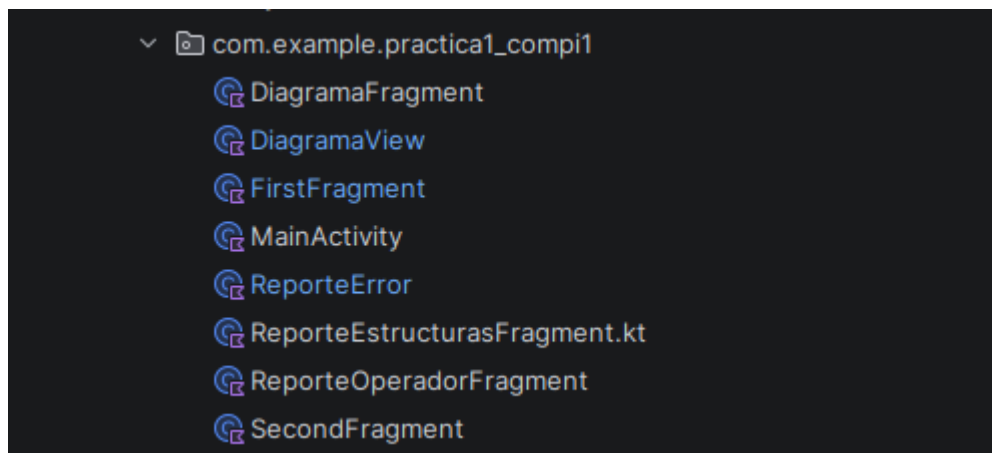 com.example.practica1_compi1
DiagramaFragment
DiagramaView
FirstFragment
MainActivity
ReporteError
ReporteEstructurasFragment.kt
ReporteOperadorFragment
SecondFragment